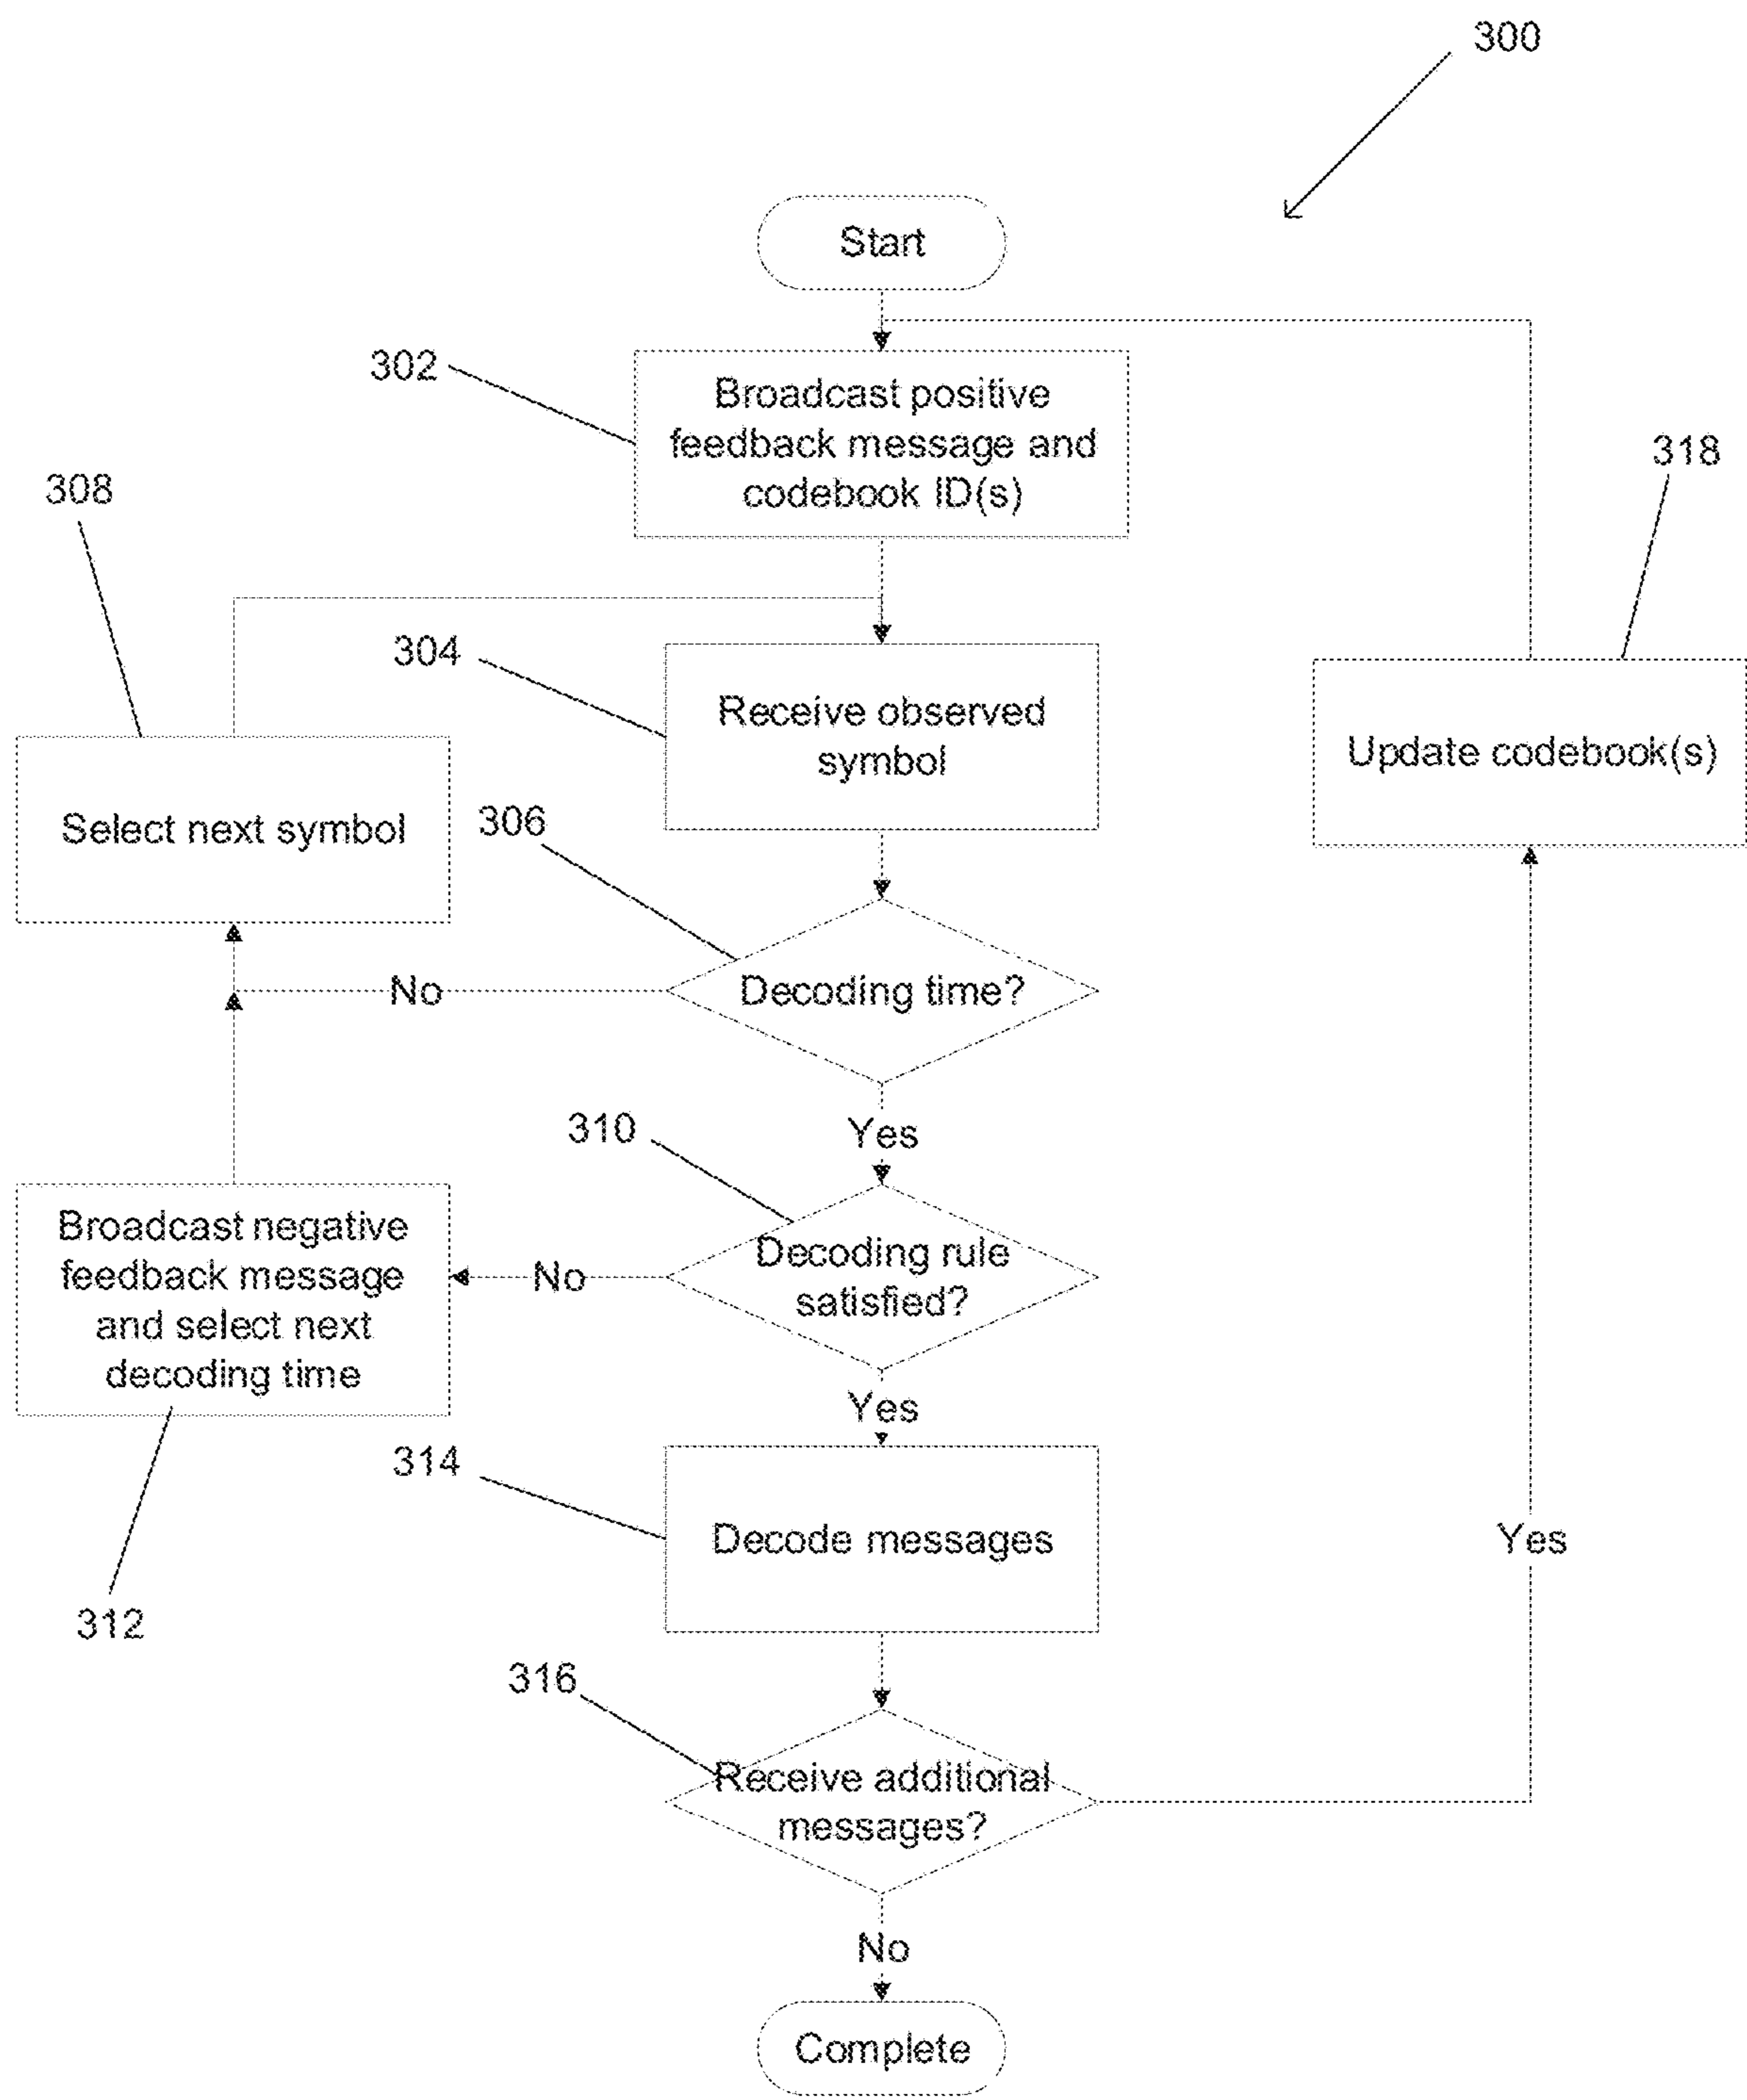 300
Start
302
Broadcast positive
feedback message and
codebook ID(s)
318
308
304
Receive observed
symbol
Update codebook(s)
Select next symbol
306
No
Decoding time?
310
Yes
Broadcast negative
feedback message
and select next
decoding time
No
Decoding rule
satisfied?
Yes
314
Decode messages
Yes
312
316
Receive additional
messages?
No
Complete